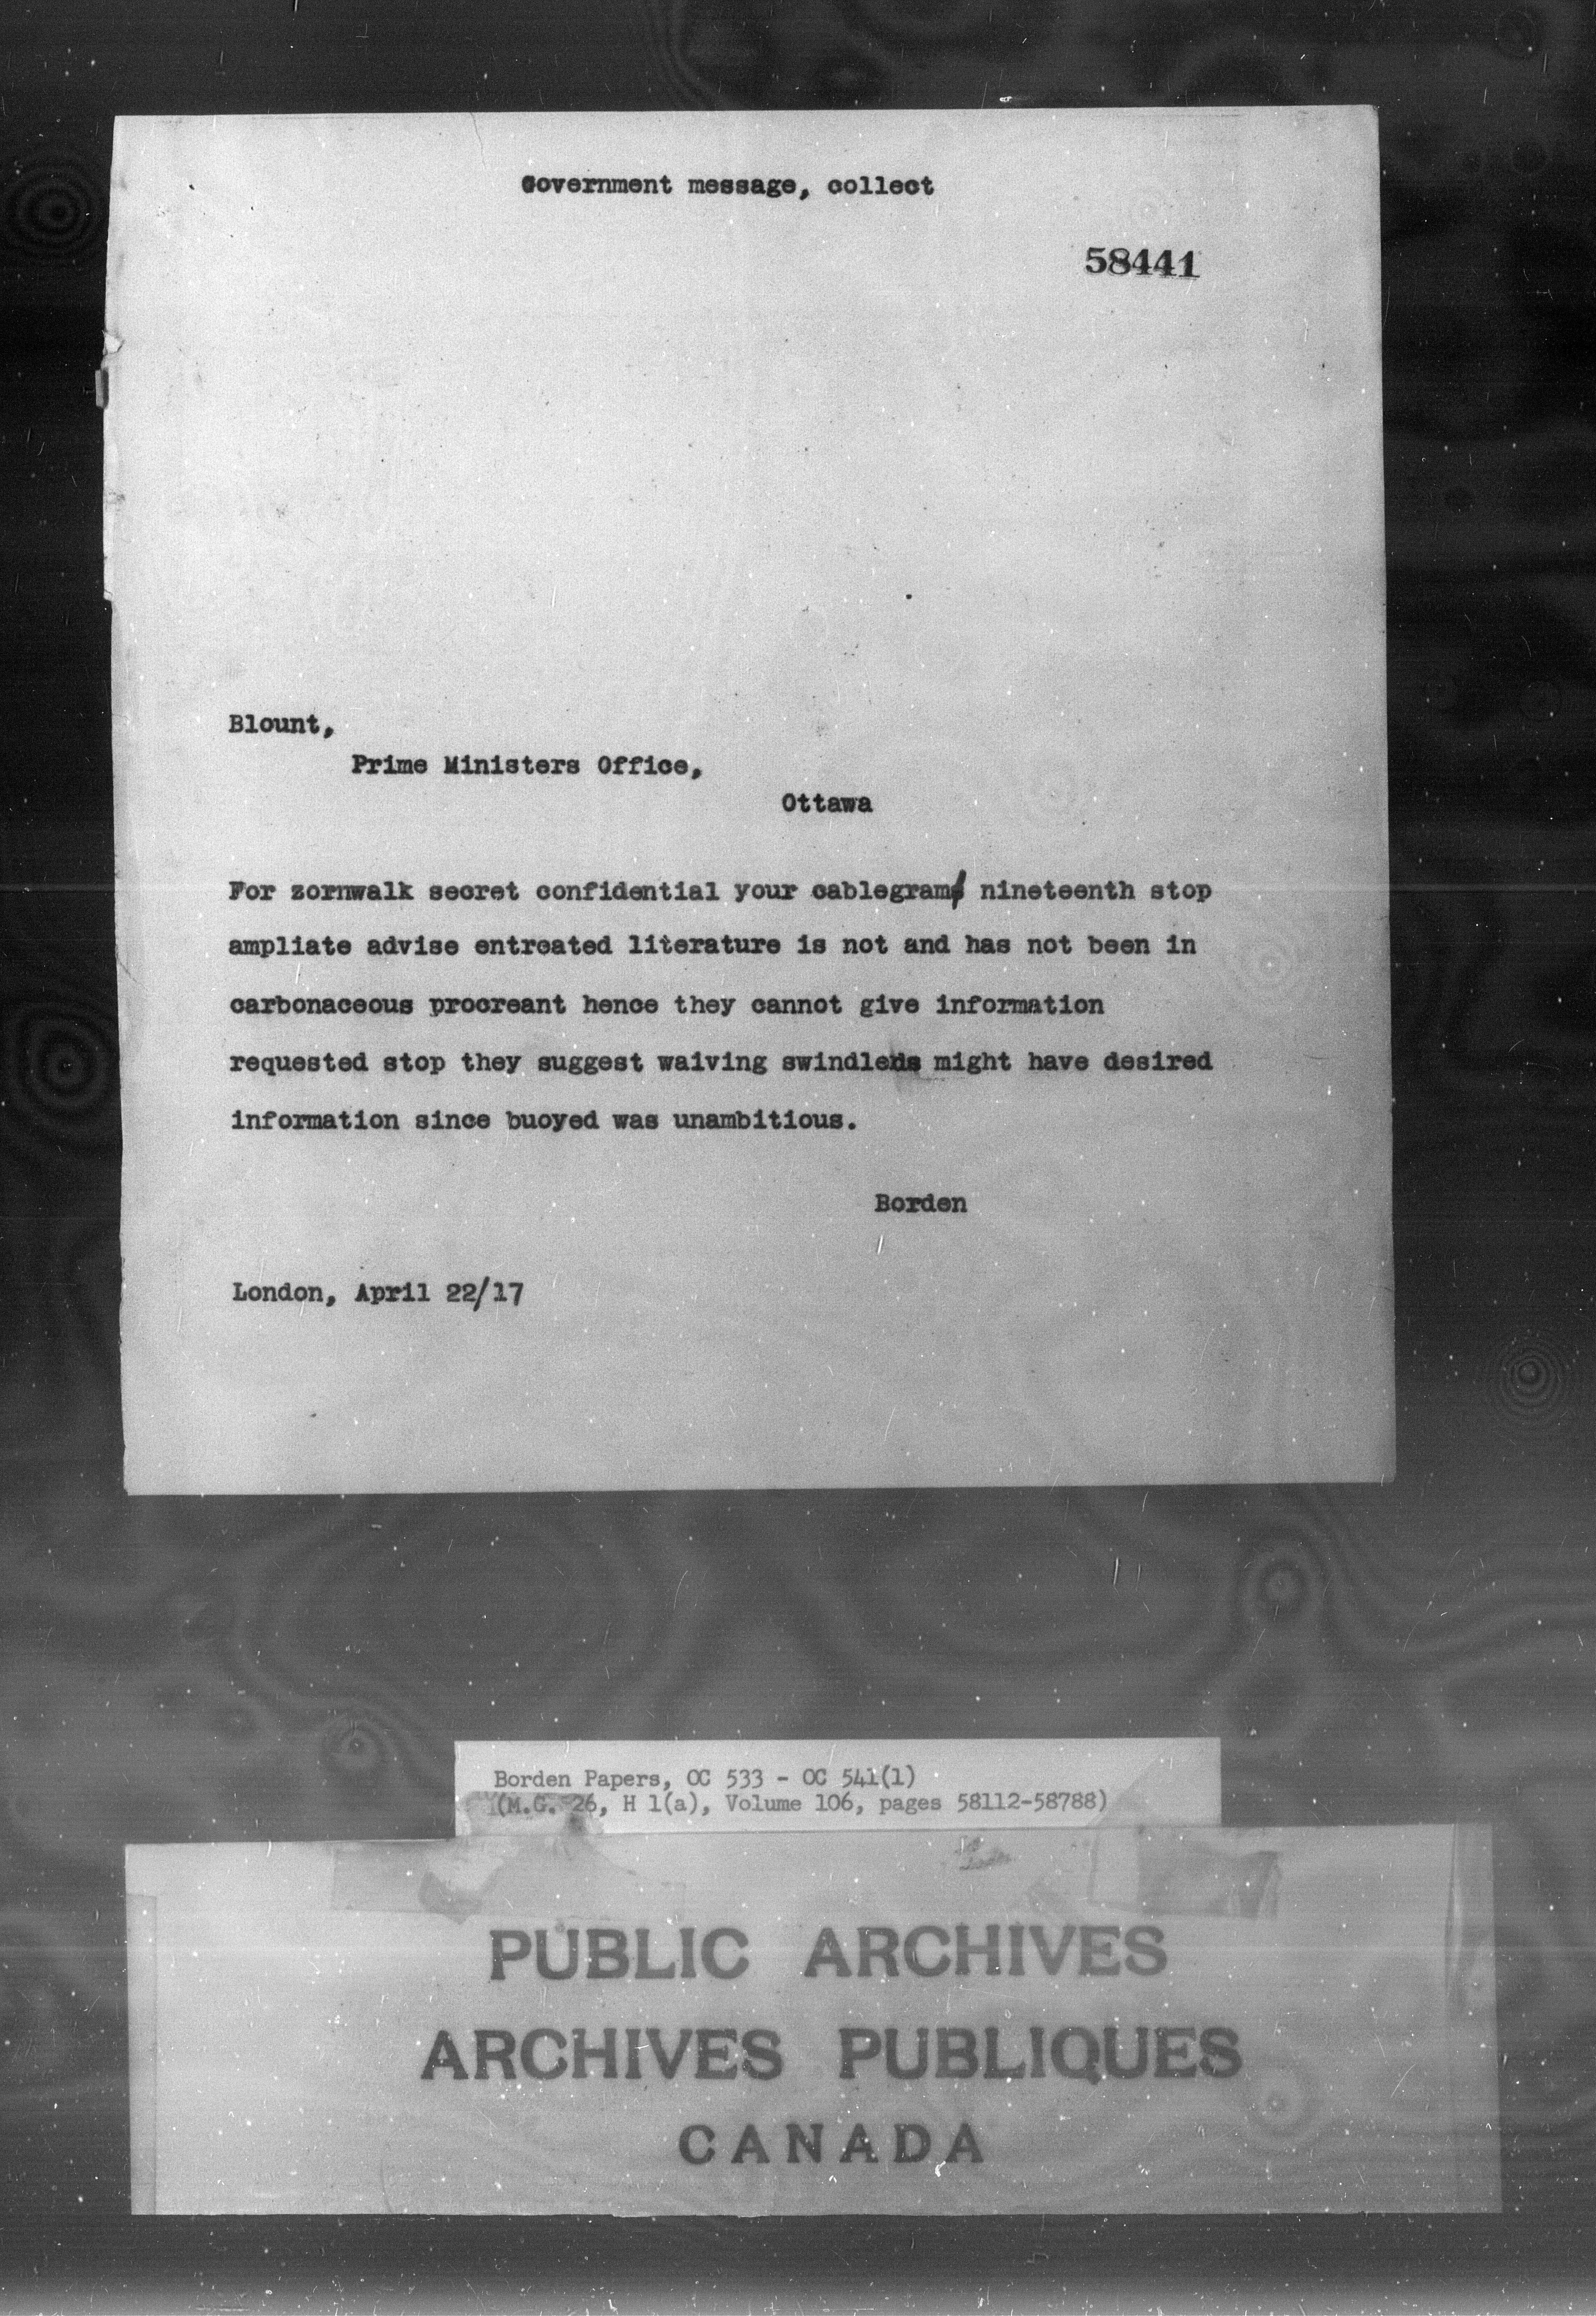 Government message, collect
58441
Blount,
Prime Ministers Office,
Ottawa
For zornwalk secret confidential your cablegram nineteenth stop
ampliate advise entreated literature is not and has not been in
carbonaceous procreant hence they cannot give information
requested stop they suggest waiving swindleds might have desired
information since buoyed was unambitious.
Borden
London, April 22/17
Borden Papers, OC 533 - OC 541(1)
(M.G. 26, H 1(a), Volume 106, pages 58112-58788)
PUBLIC ARCHIVES
ARCHIVES PUBLIQUES
CANADA